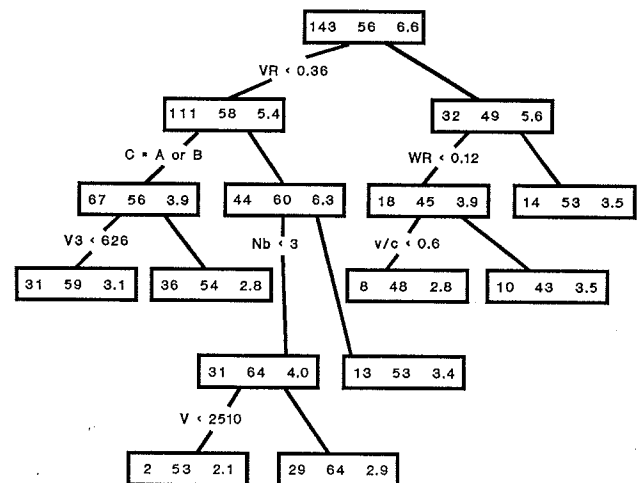 143 56 6.6
VR < 0.36
111 58 5.4
32 49 5.6
C = A or B
WR < 0.12
67 56 3.9
44 60 6.3
18 45 3.9
14 53 3.5
V3 < 626
Nb < 3
v/c < 0.6
31 59 3.1
36 54 2.8
8 48 2.8
10 43 3.5
31 64 4.0
13 53 3.4
V < 2510
2 53 2.1
29 64 2.9